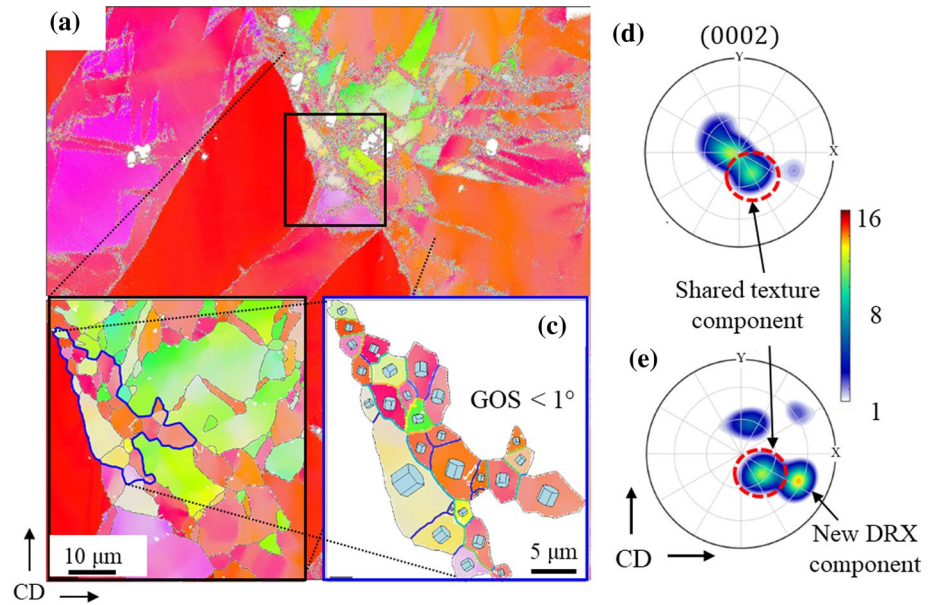 (a)
(d)
(0002)
Y
X
16
8
1
Shared texture
component
(c)
GOS < 1°
(e)
Y
X
New DRX
component
CD
10 μm
5 μm
CD